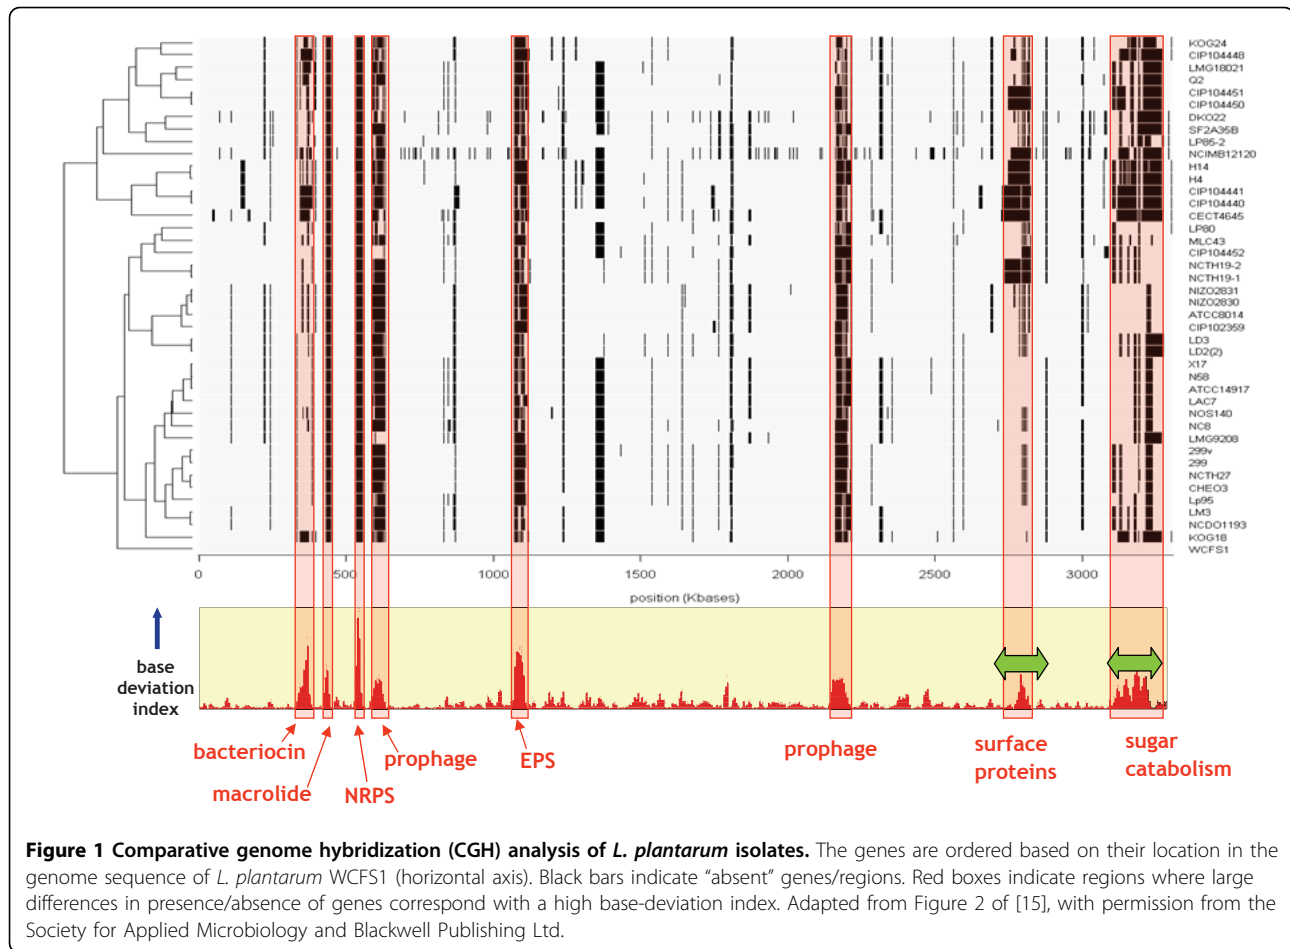 KOG24
CIP104448
LMG18021
Q2
CIP104451
CIP104450
DKO22
SF2A35B
LP85-2
NCIMB12120
H14
H4
CIP104441
CIP104440
CECT4645
LP80
MLC43
CIP104452
NCTH19-2
NCTH19-1
NIZO2831
NIZO2830
ATCC8014
CIP102359
LD3
LD2(2)
X17
N58
ATCC14917
LAC7
NOS140
NC8
LMG9208
299v
299
NCTH27
CHEO3
Lp95
LM3
NCDO1193
KOG18
WCFS1
0 500 1000 1500 2000 2500 3000
position (Kbases)
base
deviation
index
bacteriocin
macrolide
NRPS
prophage
EPS
prophage
surface
proteins
sugar
catabolism
Figure 1 Comparative genome hybridization (CGH) analysis of L. plantarum isolates. The genes are ordered based on their location in the
genome sequence of L. plantarum WCFS1 (horizontal axis). Black bars indicate “absent” genes/regions. Red boxes indicate regions where large
differences in presence/absence of genes correspond with a high base-deviation index. Adapted from Figure 2 of [15], with permission from the
Society for Applied Microbiology and Blackwell Publishing Ltd.